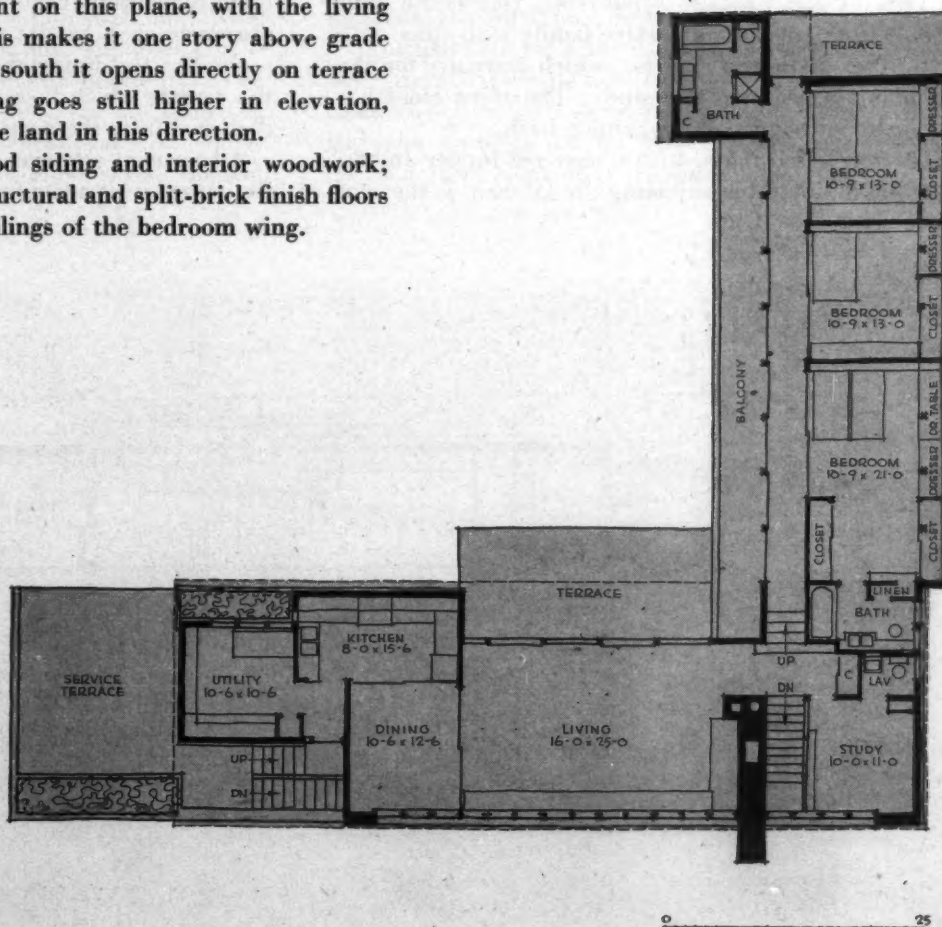 nt on this plane, with the living
is makes it one story above grade
south it opens directly on terrace
ng goes still higher in elevation,
e land in this direction.
od siding and interior woodwork;
uctural and split-brick finish floors
ilings of the bedroom wing.
TERRACE
BATH
C
BEDROOM
10-9 x 13-0
DRESSER
CLOSET
DRESSER
BEDROOM
10-9 x 13-0
CLOSET
BALCONY
DR. TABLE
BEDROOM
10-9 x 21-0
DRESSER
CLOSET
CLOSET
LINEN
BATH
TERRACE
UP
DN
C
LAV
STUDY
10-0 x 11-0
KITCHEN
8-0 x 15-6
UTILITY
10-6 x 10-6
SERVICE
TERRACE
DINING
10-6 x 12-6
LIVING
16-0 x 25-0
UP
DN
0
25